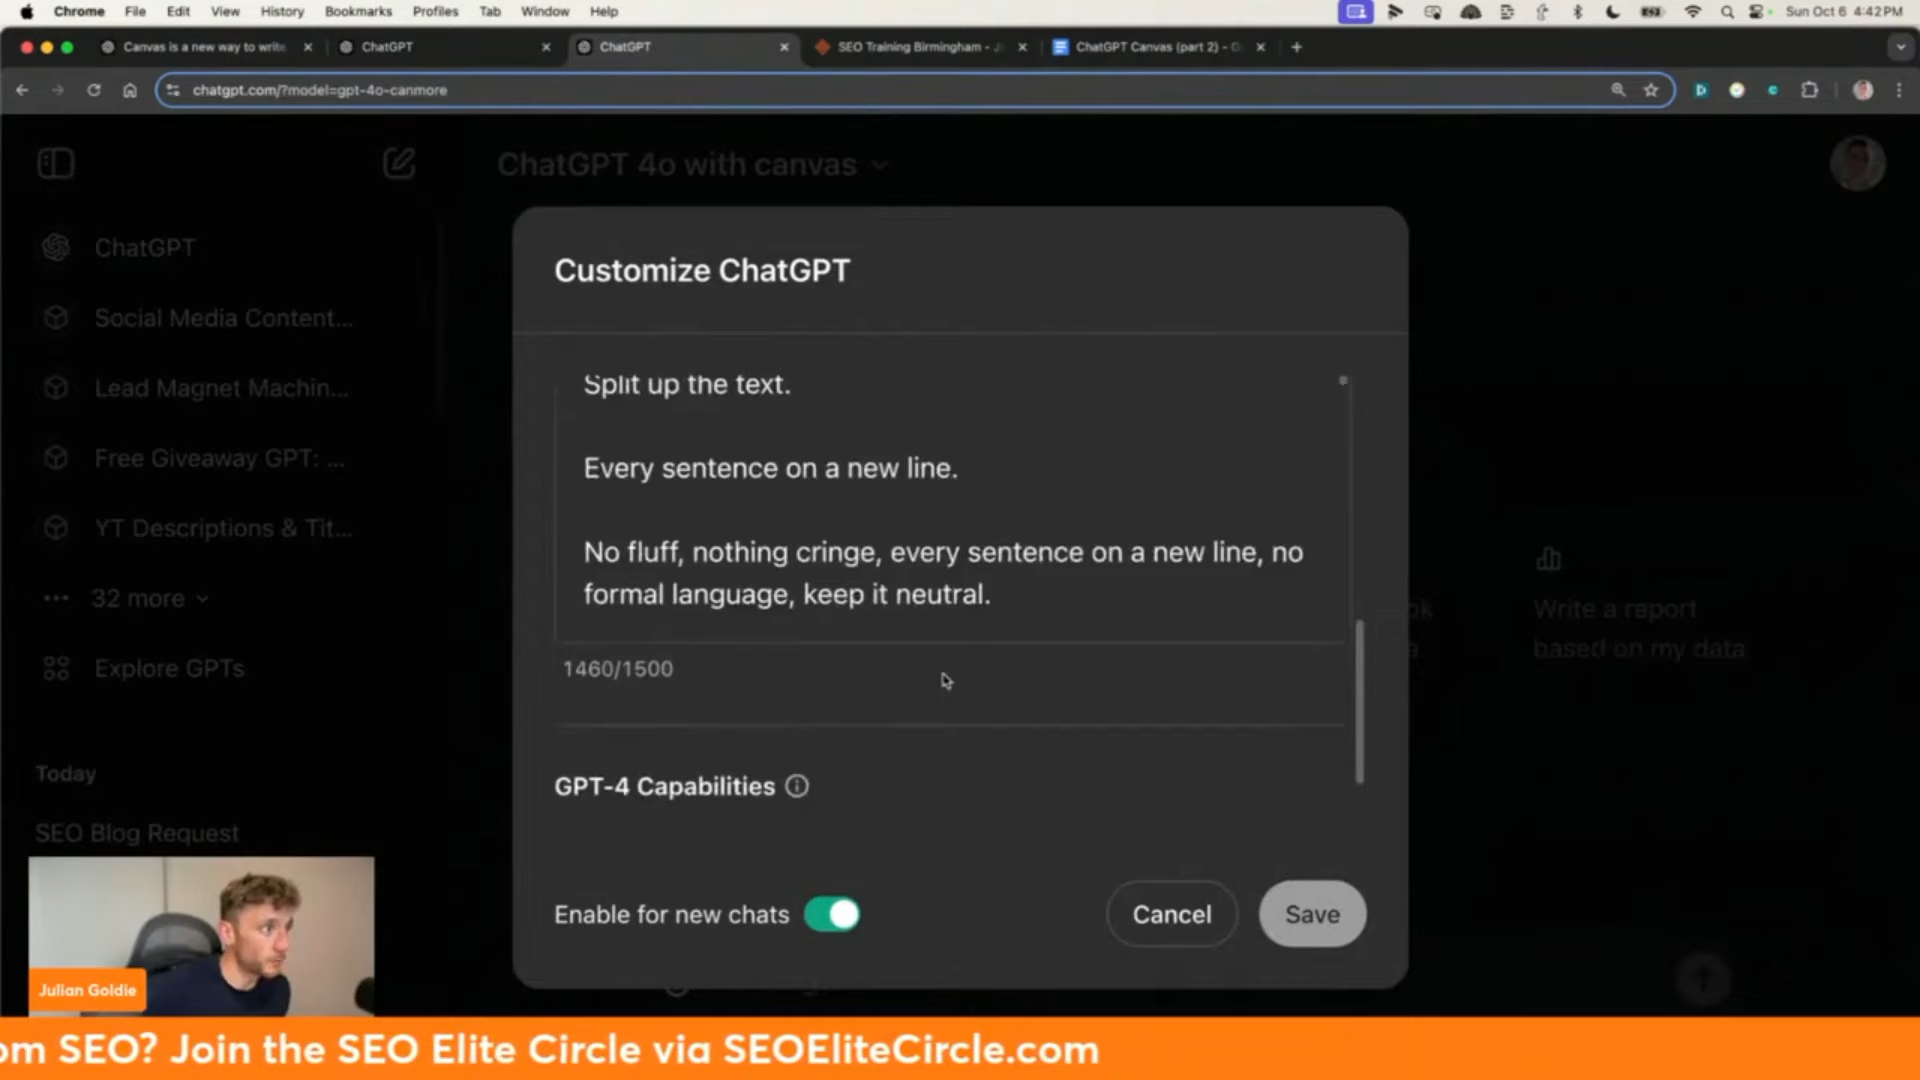 Chrome File Edit View History Bookmarks Profiles Tab Window Help
Sun Oct 6 4:42 PM
Canvas is a new way to write
ChatGPT
ChatGPT
SEO Training Birmingham -
ChatGPT Canvas (part 2) -
chatgpt.com/?model=gpt-4o-canmore
ChatGPT 4o with canvas
ChatGPT
Social Media Content...
Lead Magnet Machin...
Free Giveaway GPT: ...
YT Descriptions & Tit...
32 more
Explore GPTs
Today
SEO Blog Request
Customize ChatGPT
Split up the text.
Every sentence on a new line.
No fluff, nothing cringe, every sentence on a new line, no
formal language, keep it neutral.
1460/1500
GPT-4 Capabilities
Enable for new chats
Cancel
Save
Write a report
based on my data
Julian Goldie
om SEO? Join the SEO Elite Circle via SEOEliteCircle.com